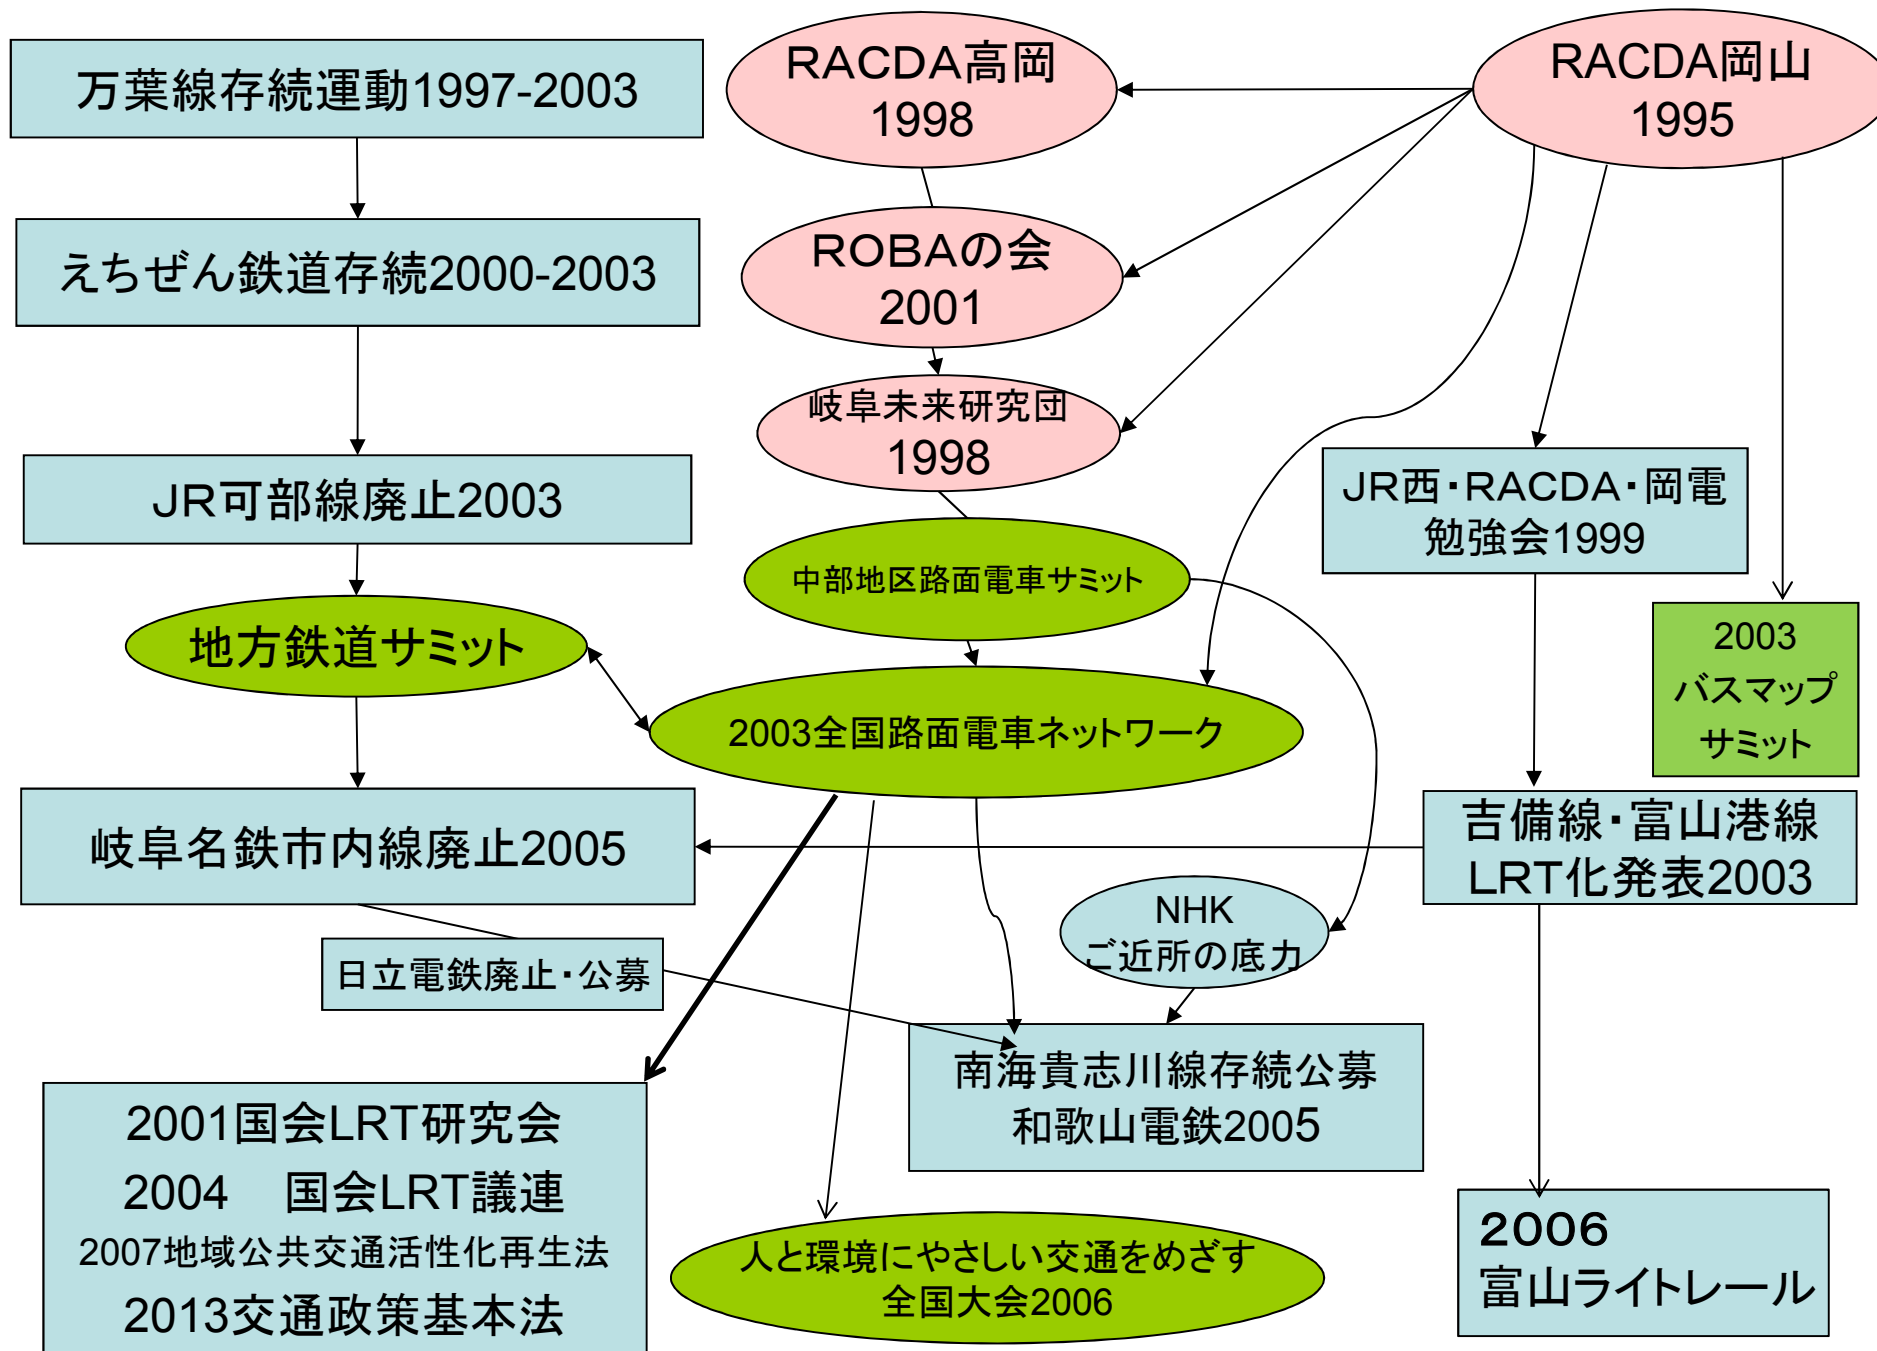 万葉線存続運動1997-2003
RACDA高岡
1998
RACDA岡山
1995
えちぜん鉄道存続2000-2003
ROBAの会
2001
岐阜未来研究団
1998
JR可部線廃止2003
JR西・RACDA・岡電
勉強会1999
中部地区路面電車サミット
地方鉄道サミット
2003
バスマップ
サミット
2003全国路面電車ネットワーク
岐阜名鉄市内線廃止2005
吉備線・富山港線
LRT化発表2003
NHK
ご近所の底力
日立電鉄廃止・公募
南海貴志川線存続公募
和歌山電鉄2005
2001国会LRT研究会
2004　国会LRT議連
2007地域公共交通活性化再生法
2013交通政策基本法
人と環境にやさしい交通をめざす
全国大会2006
2006
富山ライトレール